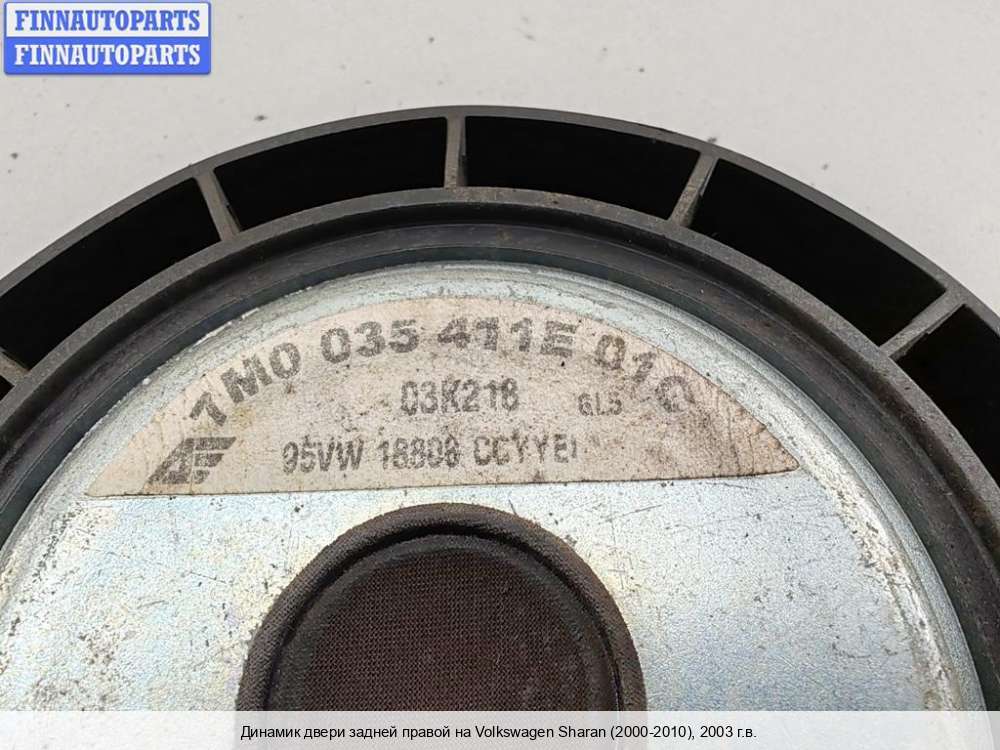 FINNAUTOPARTS
FINNAUTOPARTS
7M0 035 411E 01C
03K218
95VW 18808
Динамик двери задней правой на Volkswagen Sharan (2000-2010), 2003 г.в.